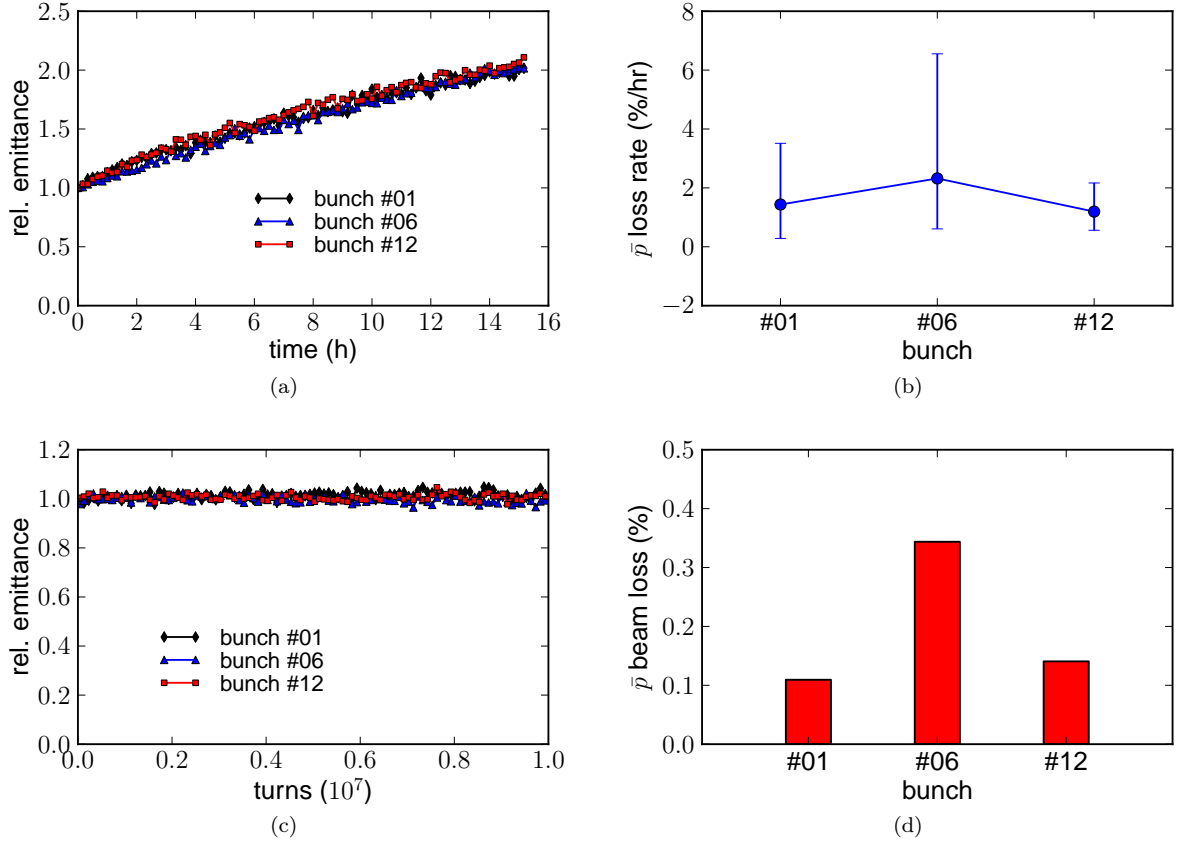 2.5
2.0
1.5
1.0
0.5
0.0
rel. emittance
bunch #01
bunch #06
bunch #12
0 2 4 6 8 10 12 14 16
time (h)
(a)
8
6
4
2
0
−2
p̄ loss rate (%/hr)
#01 #06 #12
bunch
(b)
1.2
1.0
0.8
0.6
0.4
0.2
0.0
rel. emittance
bunch #01
bunch #06
bunch #12
0.0 0.2 0.4 0.6 0.8 1.0
turns (10⁷)
(c)
0.5
0.4
0.3
0.2
0.1
0.0
p̄ beam loss (%)
#01 #06 #12
bunch
(d)